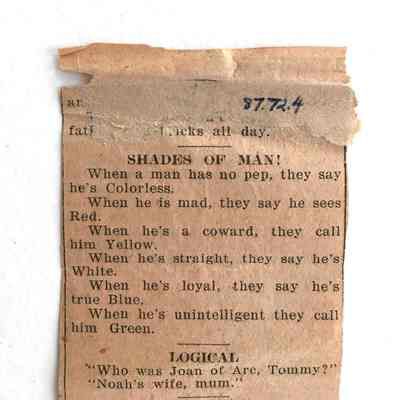 ar
87.72.4
fat ricks all day.
SHADES OF MAN!
When a man has no pep, they say
he's Colorless.
When he is mad, they say he sees
Red.
When he's a coward, they call
him Yellow.
When he's straight, they say he's
White.
When he's loyal, they say he's
true Blue.
When he's unintelligent they call
him Green.
LOGICAL
"Who was Joan of Arc, Tommy?"
"Noah's wife, mum."